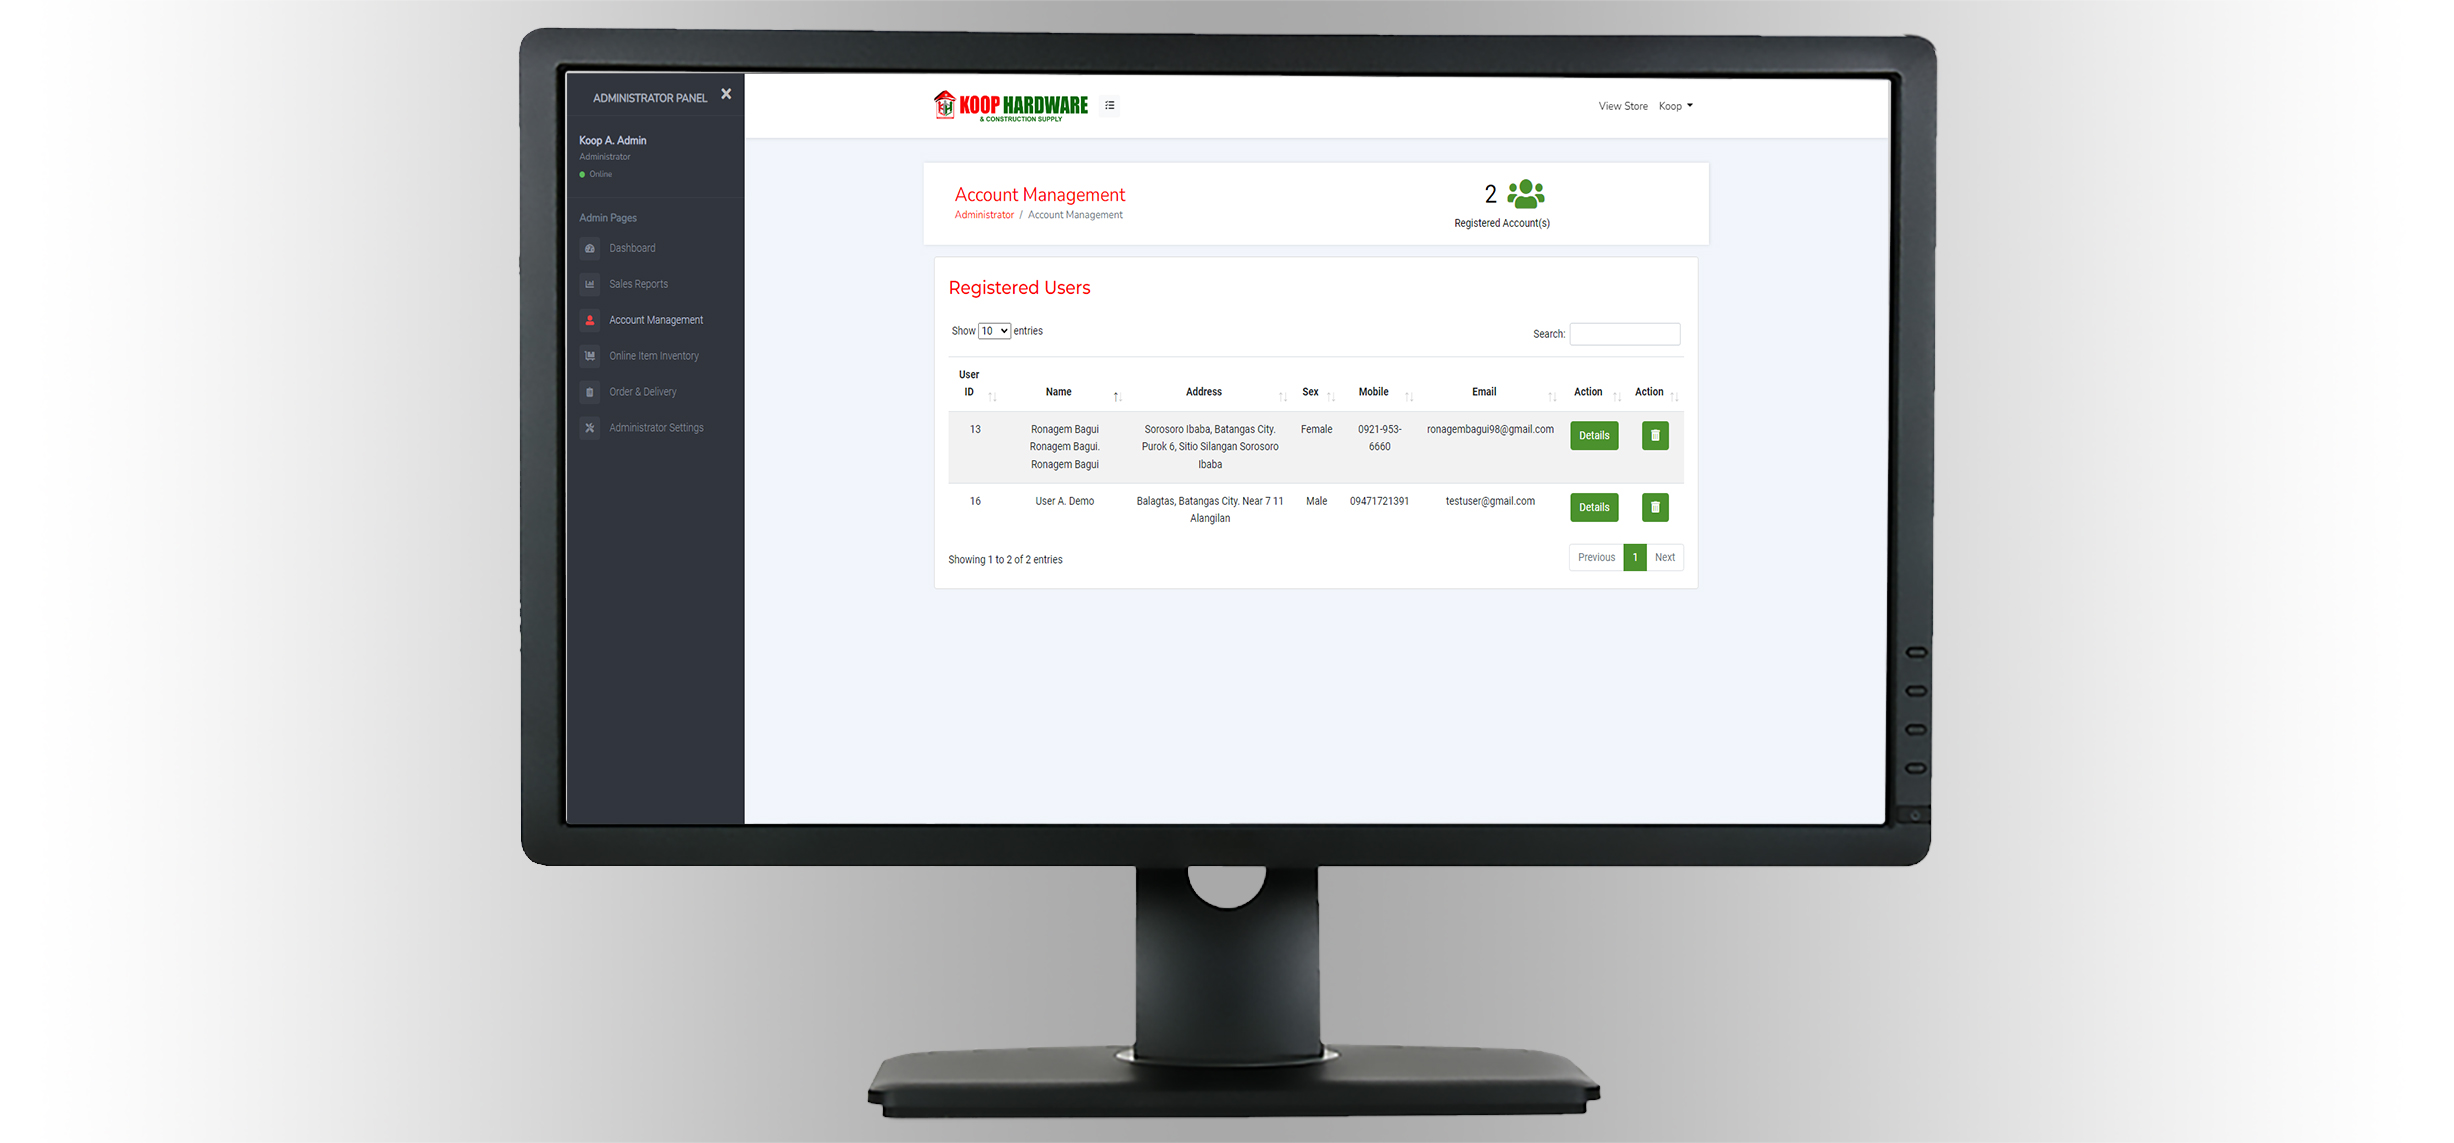 ADMINISTRATOR PANEL
Koop A. Admin
Administrator
Online
Admin Pages
Dashboard
Sales Reports
Account Management
Online Item Inventory
Order & Delivery
Administrator Settings
KOOP HARDWARE
& CONSTRUCTION SUPPLY
View Store Koop
Account Management
Administrator / Account Management
2
Registered Account(s)
Registered Users
Show 10 entries
Search:
User ID Name Address Sex Mobile Email Action Action
13 Ronagem Bagui Sorosoro Ibaba, Batangas City. Female 0921-953- ronagembagui98@gmail.com Details
Ronagem Bagui. Purok 6, Sitio Silangan Sorosoro 6660
Ronagem Bagui Ibaba
16 User A. Demo Balagtas, Batangas City. Near 7 11 Male 09471721391 testuser@gmail.com Details
Alangilan
Showing 1 to 2 of 2 entries
Previous 1 Next